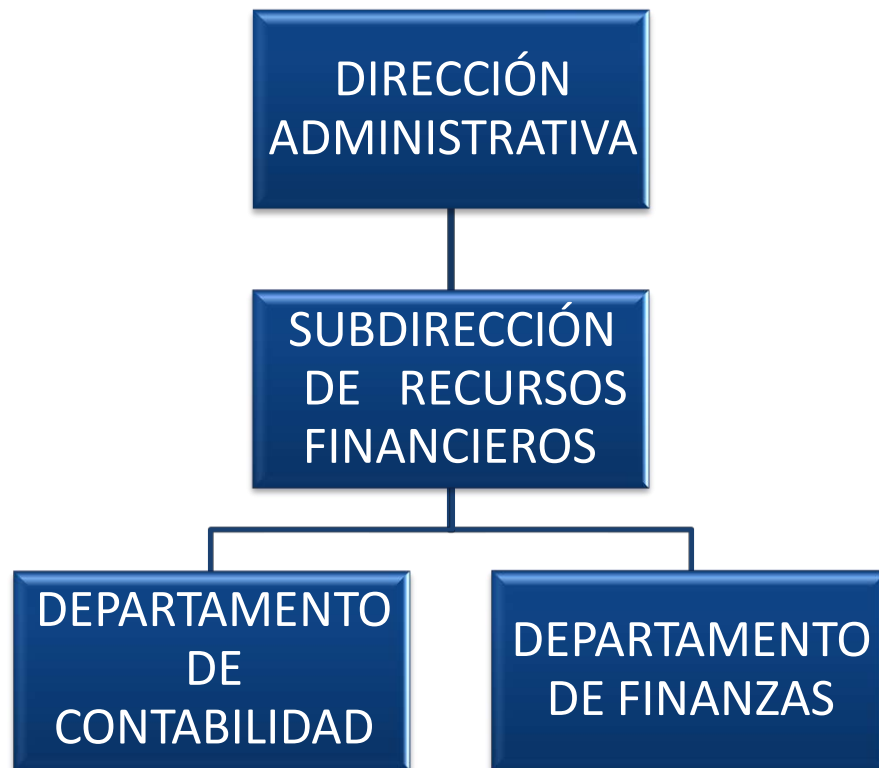 DIRECCIÓN
ADMINISTRATIVA
SUBDIRECCIÓN
DE RECURSOS
FINANCIEROS
DEPARTAMENTO
DE
CONTABILIDAD
DEPARTAMENTO
DE FINANZAS